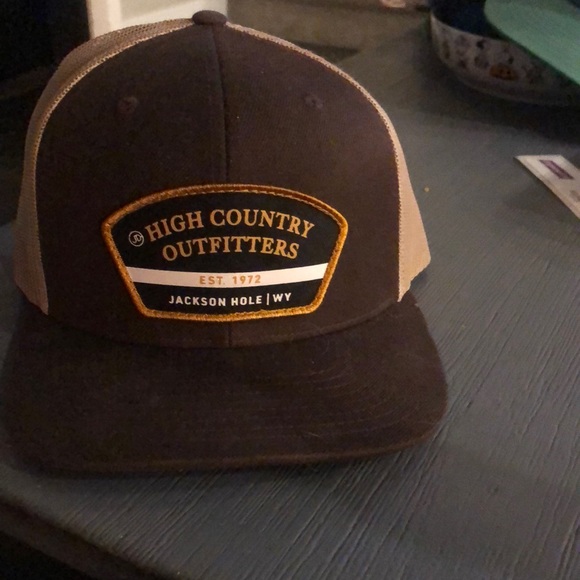 HIGH COUNTRY
OUTFITTERS
EST. 1972
JACKSON HOLE | WY